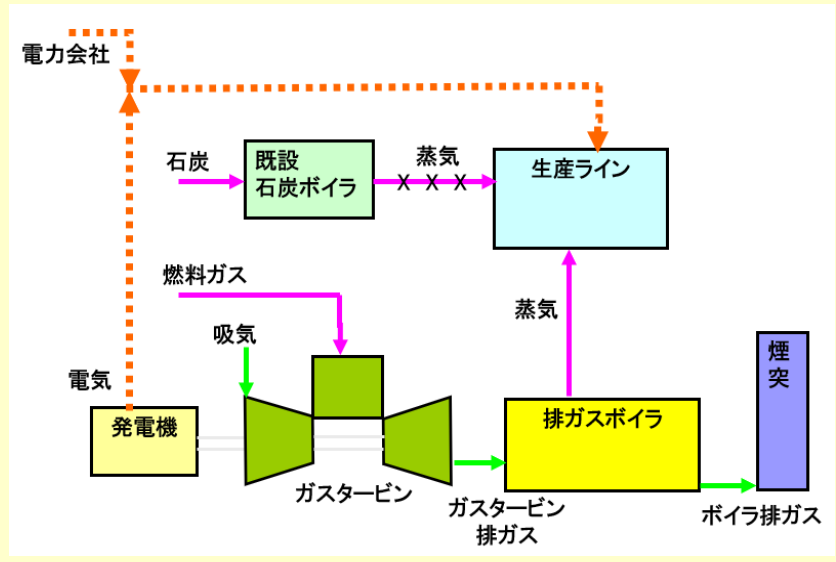 電力会社
石炭
既設
石炭ボイラ
蒸気
X X X
生産ライン
燃料ガス
吸気
蒸気
煙
突
電気
発電機
排ガスボイラ
ガスタービン
ガスタービン
排ガス
ボイラ排ガス